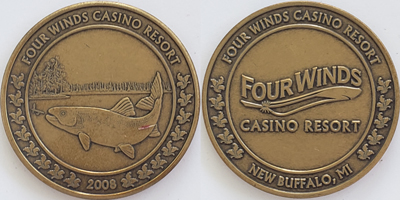 FOUR WINDS CASINO RESORT
2008
FOUR WINDS CASINO RESORT
FOUR WINDS
CASINO RESORT
NEW BUFFALO, MI